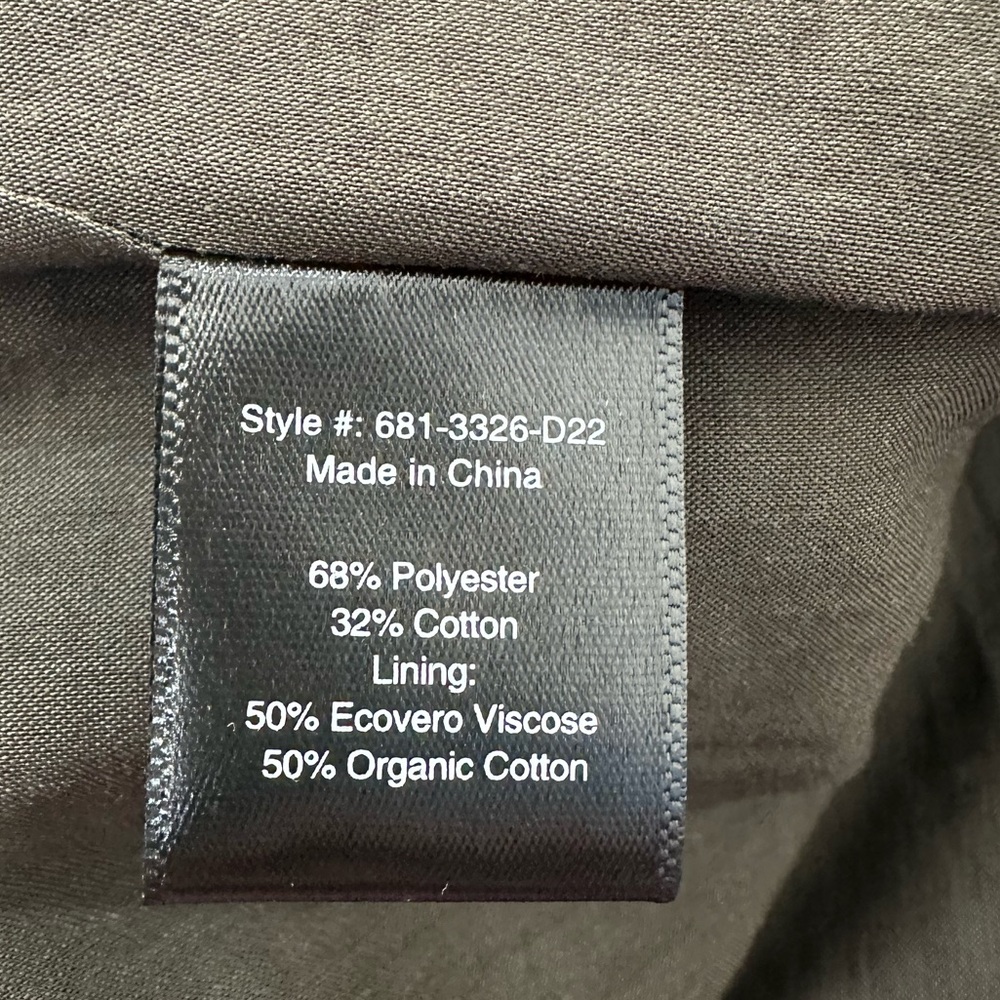 Style #: 681-3326-D22
Made in China
68% Polyester
32% Cotton
Lining:
50% Ecovero Viscose
50% Organic Cotton